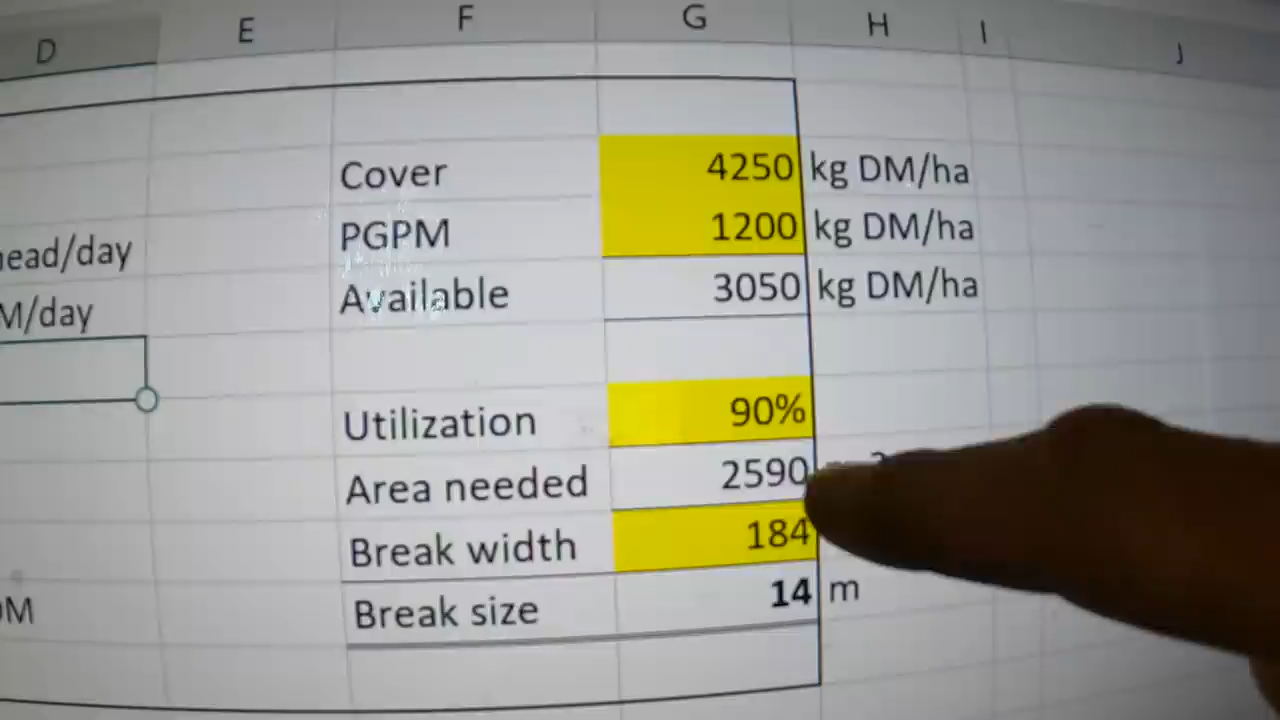 D E F G H I J
Cover 4250 kg DM/ha
PGPM 1200 kg DM/ha
ead/day
Available 3050 kg DM/ha
M/day
Utilization 90%
Area needed 2590
Break width 184
Break size 14 m
M